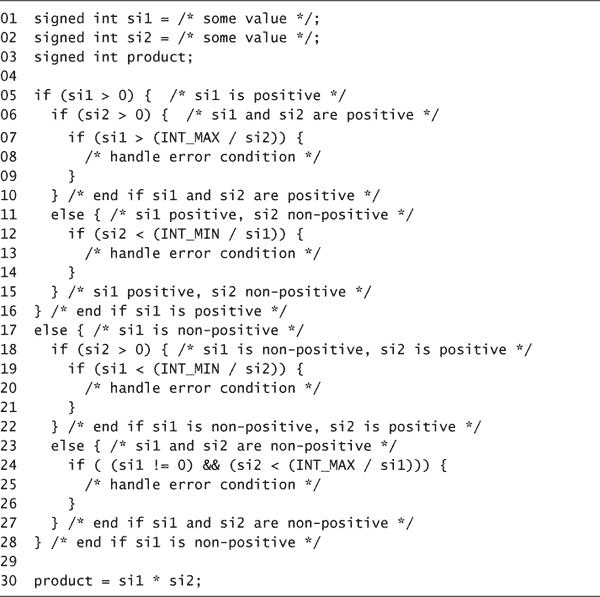 01 signed int si1 = /* some value */;
02 signed int si2 = /* some value */;
03 signed int product;
04
05 if (si1 > 0) {  /* si1 is positive */
06   if (si2 > 0) {  /* si1 and si2 are positive */
07     if (si1 > (INT_MAX / si2)) {
08       /* handle error condition */
09     }
10   } /* end if si1 and si2 are positive */
11   else { /* si1 positive, si2 non-positive */
12     if (si2 < (INT_MIN / si1)) {
13       /* handle error condition */
14     }
15   } /* si1 positive, si2 non-positive */
16 } /* end if si1 is positive */
17 else { /* si1 is non-positive */
18   if (si2 > 0) { /* si1 is non-positive, si2 is positive */
19     if (si1 < (INT_MIN / si2)) {
20       /* handle error condition */
21     }
22   } /* end if si1 is non-positive, si2 is positive */
23   else { /* si1 and si2 are non-positive */
24     if ( (si1 != 0) && (si2 < (INT_MAX / si1))) {
25       /* handle error condition */
26     }
27   } /* end if si1 and si2 are non-positive */
28 } /* end if si1 is non-positive */
29
30 product = si1 * si2;